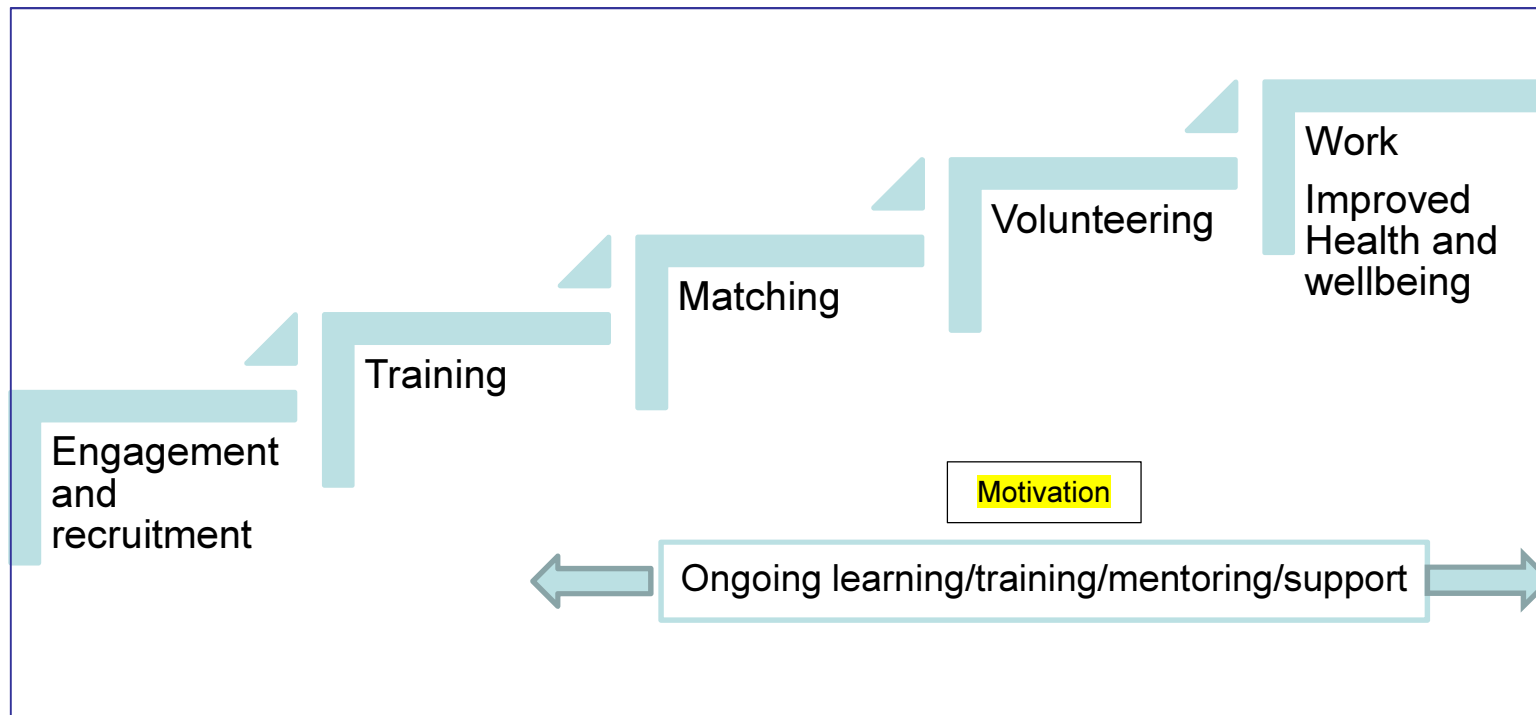 Engagement
and
recruitment
Training
Matching
Volunteering
Work
Improved
Health and
wellbeing
Motivation
Ongoing learning/training/mentoring/support